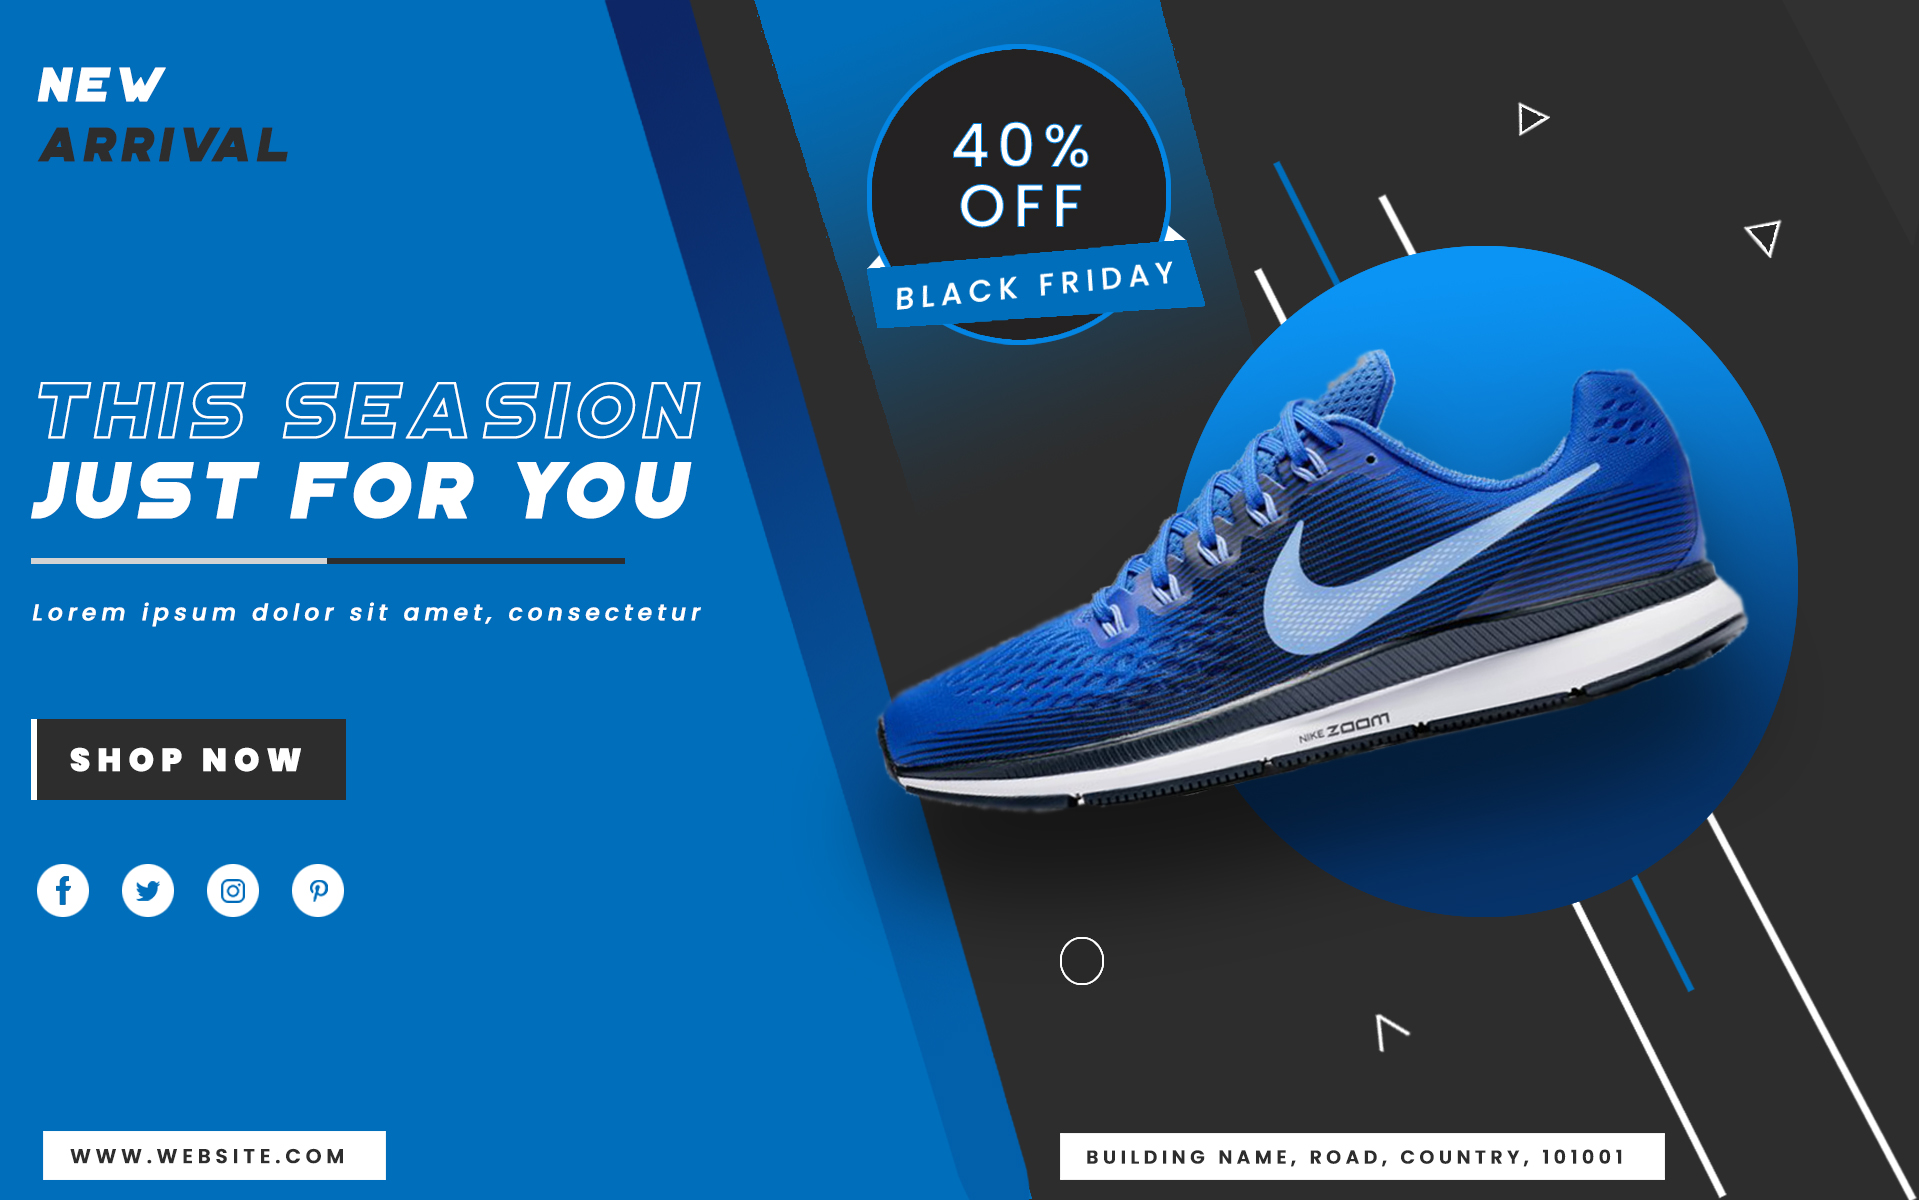 NEW
ARRIVAL
40%
OFF
BLACK FRIDAY
THIS SEASION
JUST FOR YOU
Lorem ipsum dolor sit amet, consectetur
SHOP NOW
NIKE ZOOM
WWW.WEBSITE.COM
BUILDING NAME, ROAD, COUNTRY, 101001